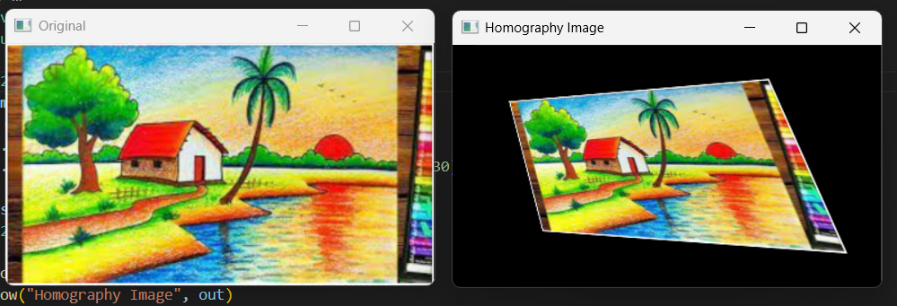 Original
Homography Image
30
ow("Homography Image", out)